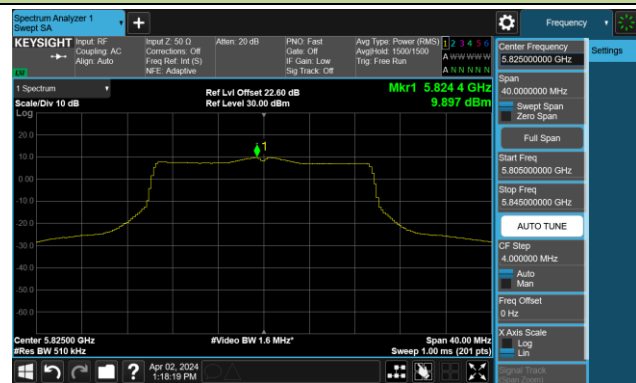 Spectrum Analyzer 1
Swept SA
Frequency
KEYSIGHT
Input: RF
Coupling: AC
Align: Auto
Input Z: 50 Ω
Corrections: Off
Freq Ref: Int (S)
NFE: Adaptive
Atten: 20 dB
PNO: Fast
Gate: Off
IF Gain: Low
Sig Track: Off
Avg Type: Power (RMS)
Avg|Hold: 1500/1500
Trig: Free Run
1 2 3 4 5 6
A W W W W W
A N N N N N
LXI
1 Spectrum
Scale/Div 10 dB
Log
Ref Lvl Offset 22.60 dB
Ref Level 30.00 dBm
Mkr1 5.824 4 GHz
9.897 dBm
1
20.0
10.0
0.00
-10.0
-20.0
-30.0
-40.0
-50.0
-60.0
Center 5.82500 GHz
#Res BW 510 kHz
#Video BW 1.6 MHz*
Span 40.00 MHz
Sweep 1.00 ms (201 pts)
Center Frequency
5.825000000 GHz
Settings
Span
40.0000000 MHz
Swept Span
Zero Span
Full Span
Start Freq
5.805000000 GHz
Stop Freq
5.845000000 GHz
AUTO TUNE
CF Step
4.000000 MHz
Auto
Man
Freq Offset
0 Hz
X Axis Scale
Log
Lin
Signal Track
(Span Zoom)
?
Apr 02, 2024
1:18:19 PM